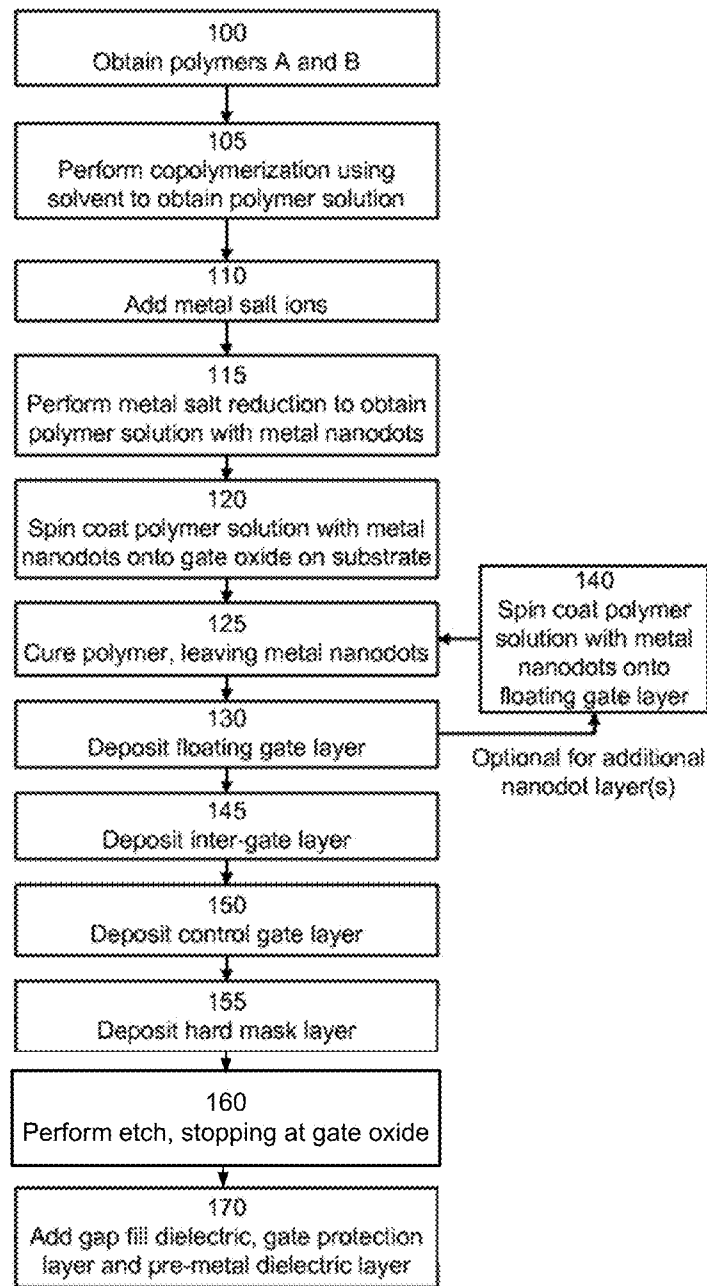 100
Obtain polymers A and B
105
Perform copolymerization using
solvent to obtain polymer solution
110
Add metal salt ions
115
Perform metal salt reduction to obtain
polymer solution with metal nanodots
120
Spin coat polymer solution with metal
nanodots onto gate oxide on substrate
125
Cure polymer, leaving metal nanodots
130
Deposit floating gate layer
140
Spin coat polymer
solution with metal
nanodots onto
floating gate layer
Optional for additional
nanodot layer(s)
145
Deposit inter-gate layer
150
Deposit control gate layer
155
Deposit hard mask layer
160
Perform etch, stopping at gate oxide
170
Add gap fill dielectric, gate protection
layer and pre-metal dielectric layer